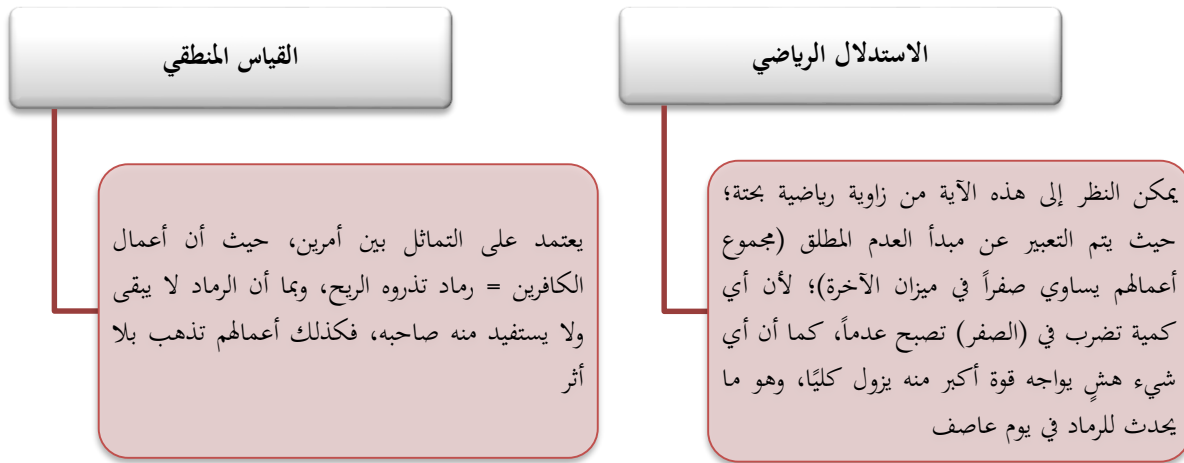 الاستدلال الرياضي
يمكن النظر إلى هذه الآية من زاوية رياضية بحتة؛
حيث يتم التعبير عن مبدأ العدم المطلق (مجموع
أعمالهم يساوي صفراً في ميزان الآخرة)؛ لأن أي
كمية تضرب في (الصفر) تصبح عدماً، كما أن أي
شيء هشٍ يواجه قوة أكبر منه يزول كليًا، وهو ما
يحدث للرماد في يوم عاصف
القياس المنطقي
يعتمد على التماثل بين أمرين، حيث أن أعمال
الكافرين = رماد تذروه الريح، وبما أن الرماد لا يبقى
ولا يستفيد منه صاحبه، فكذلك أعمالهم تذهب بلا
أثر